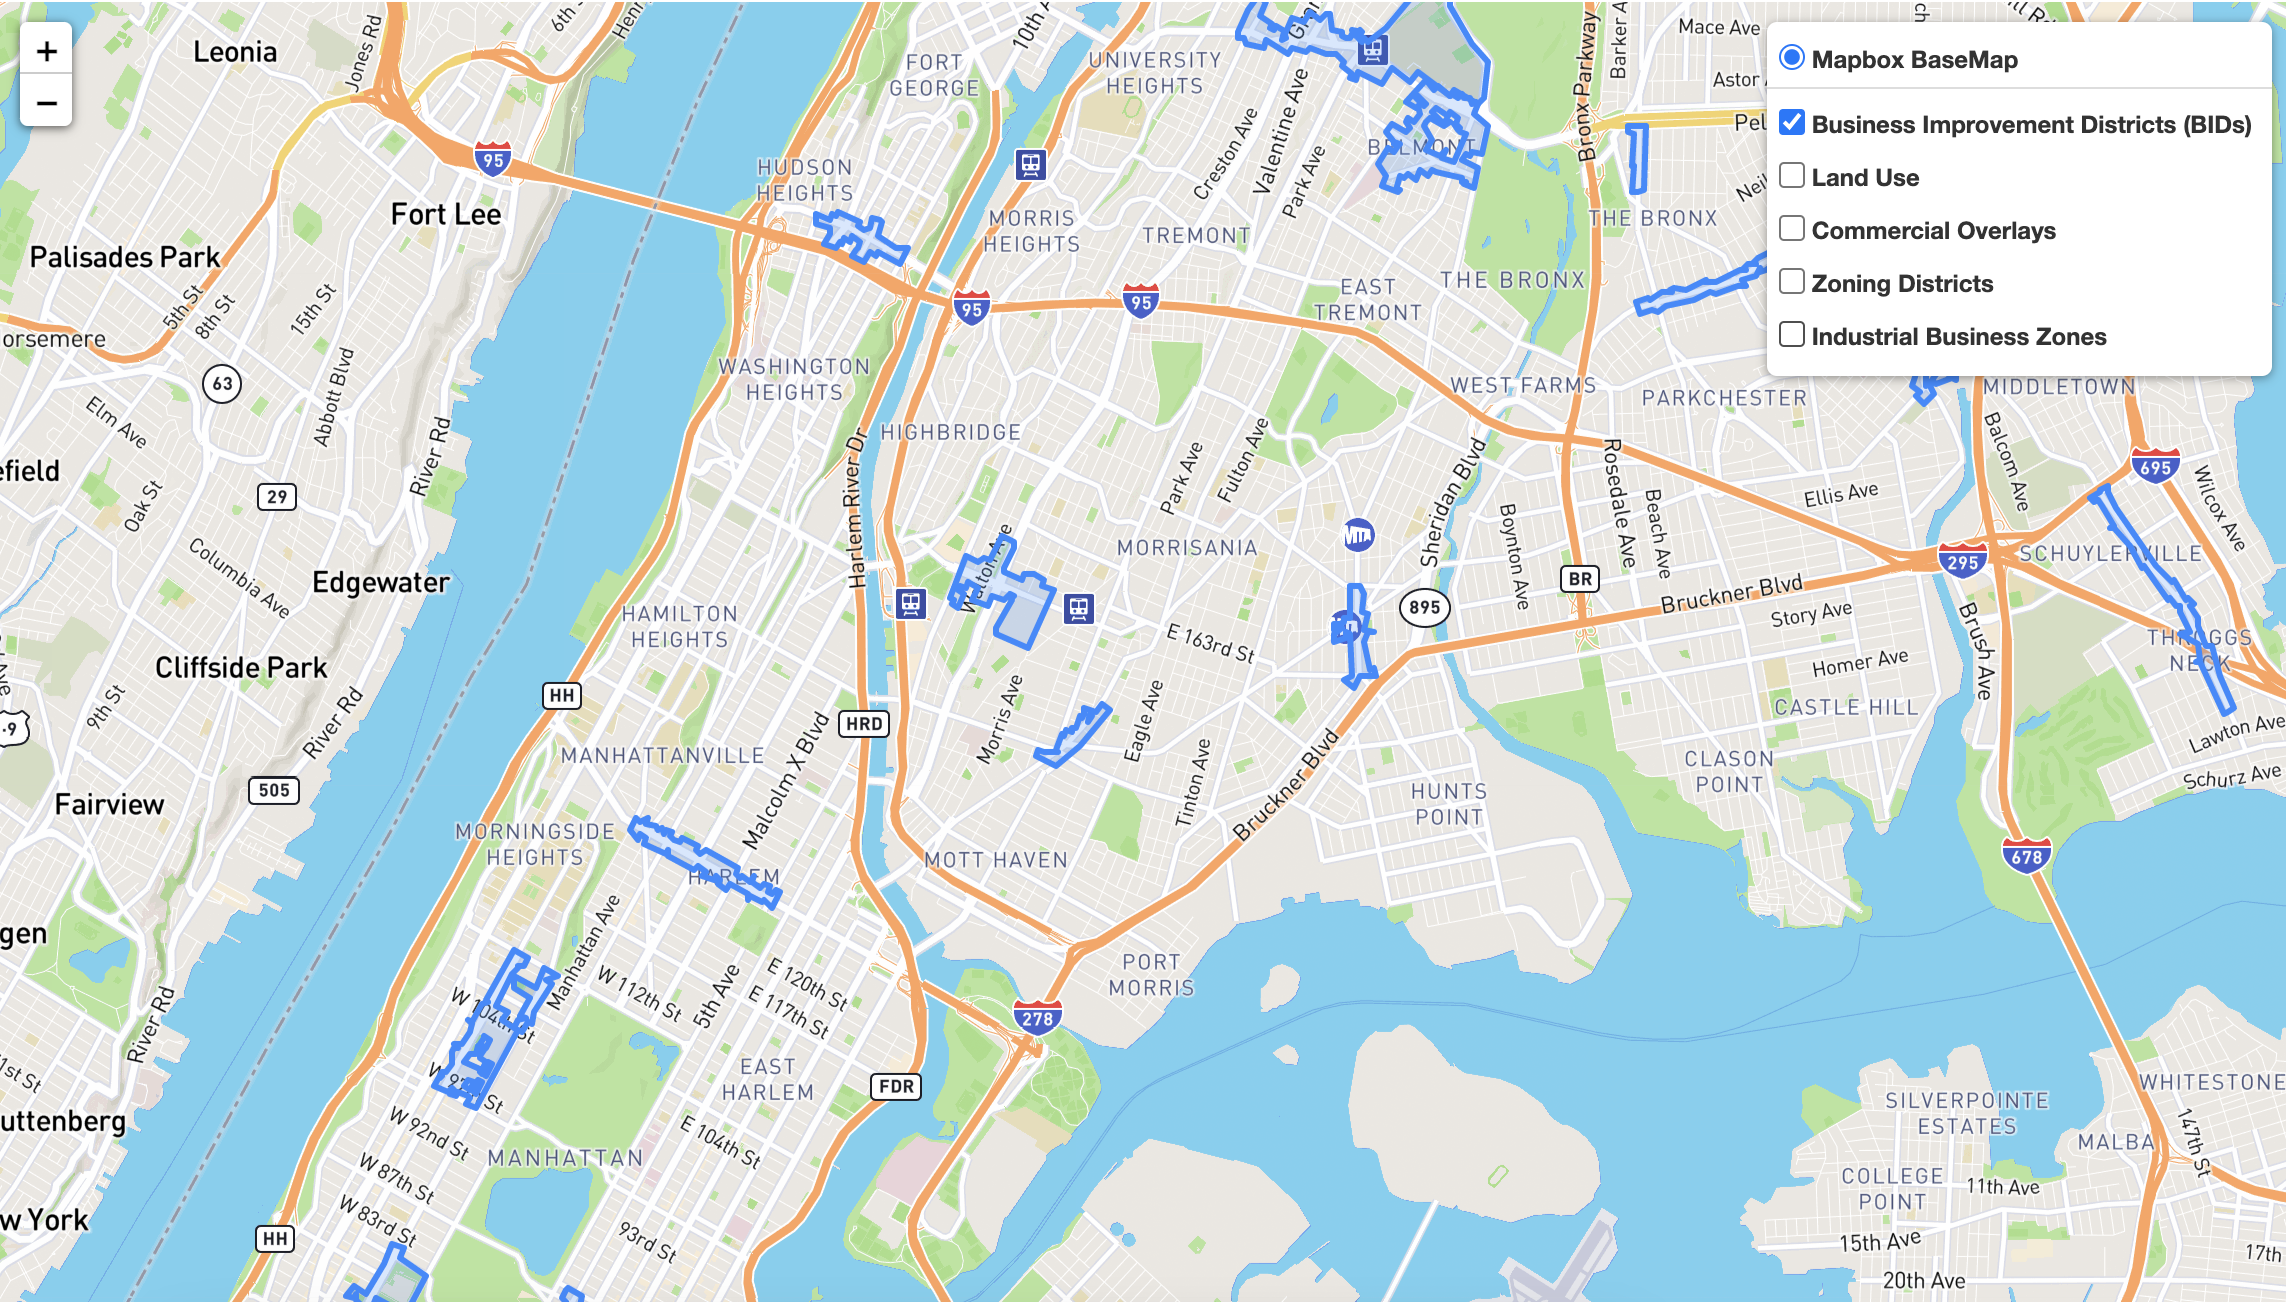 +
−
Mapbox BaseMap
Business Improvement Districts (BIDs)
Land Use
Commercial Overlays
Zoning Districts
Industrial Business Zones
Leonia
Jones Rd
6th
10th
FORT
GEORGE
UNIVERSITY
HEIGHTS
Bronx Parkway
Mace Ave
Astor
Pel
95
HUDSON
HEIGHTS
Creston Ave
Valentine Ave
Park Ave
BELMONT
Fort Lee
Palisades Park
MORRIS
HEIGHTS
TREMONT
THE BRONX
5th St
8th St
15th St
95
95
EAST
TREMONT
THE BRONX
orsemere
63
Abbott Blvd
WASHINGTON
HEIGHTS
WEST FARMS
PARKCHESTER
MIDDLETOWN
Elm Ave
River Rd
HIGHBRIDGE
Harlem River Dr
Park Ave
Fulton Ave
Sheridan Blvd
Rosedale Ave
Balcom Ave
695
Wilcox Ave
efield
29
Oak St
Beach Ave
Boynton Ave
Ellis Ave
Columbia Ave
MTA
MORRISANIA
Walton Ave
SCHUYLERVILLE
295
Edgewater
BR
Bruckner Blvd
Story Ave
895
HAMILTON
HEIGHTS
E 163rd St
Brush Ave
THROGGS
NECK
Cliffside Park
Homer Ave
9th St
River Rd
HH
HRD
Morris Ave
Eagle Ave
CASTLE HILL
9
Lawton Ave
MANHATTANVILLE
Malcolm X Blvd
Tinton Ave
Bruckner Blvd
CLASON
POINT
Schurz Ave
505
Fairview
HUNTS
POINT
MORNINGSIDE
HEIGHTS
HARLEM
MOTT HAVEN
678
gen
Manhattan Ave
W 104th St
W 112th St
5th Ave
E 120th St
E 117th St
PORT
MORRIS
278
River Rd
1st St
EAST
HARLEM
FDR
WHITESTONE
uttenberg
W 92nd St
SILVERPOINTE
ESTATES
MALBA
147th St
MANHATTAN
E 104th St
W 87th St
COLLEGE
POINT
11th Ave
w York
W 83rd St
HH
93rd St
15th Ave
17th
20th Ave